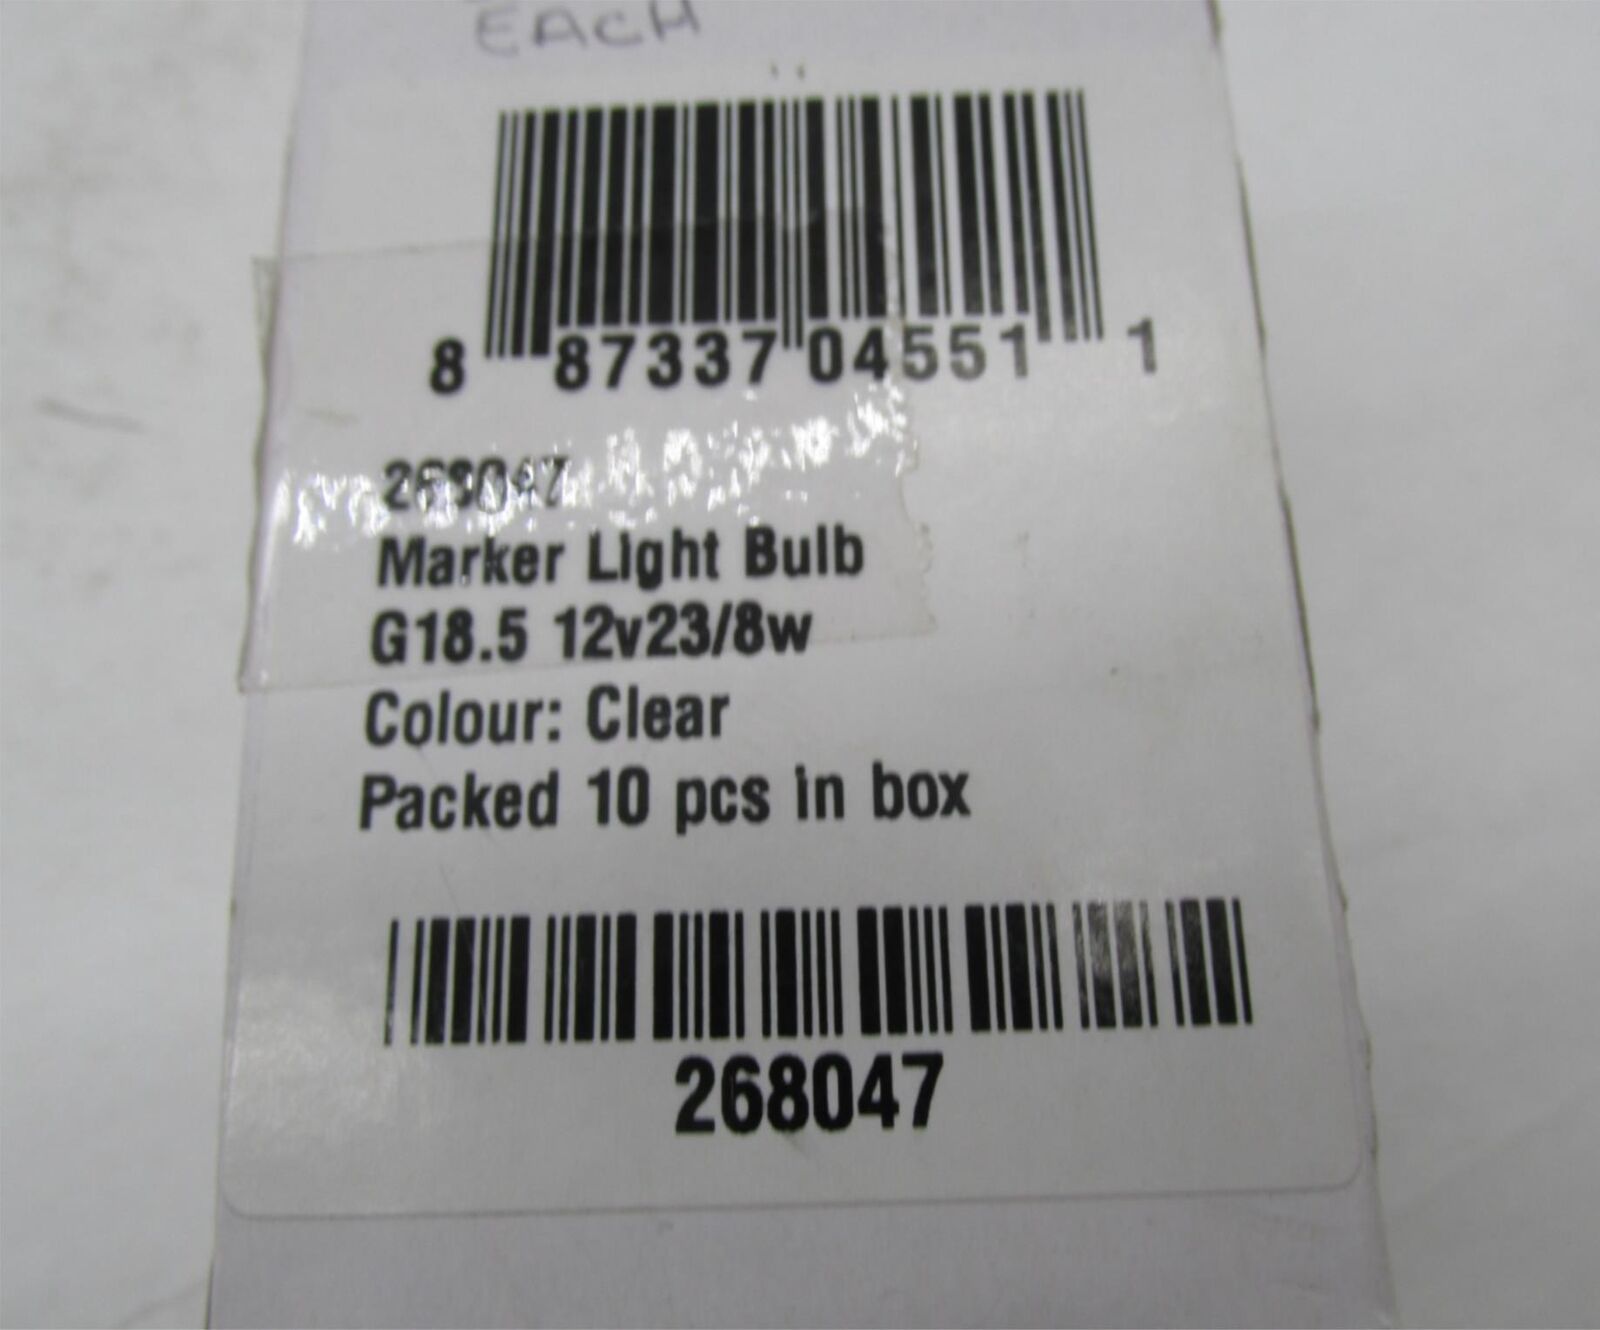 EACH
8 87337 04551 1
268047
Marker Light Bulb
G18.5 12v23/8w
Colour: Clear
Packed 10 pcs in box
268047